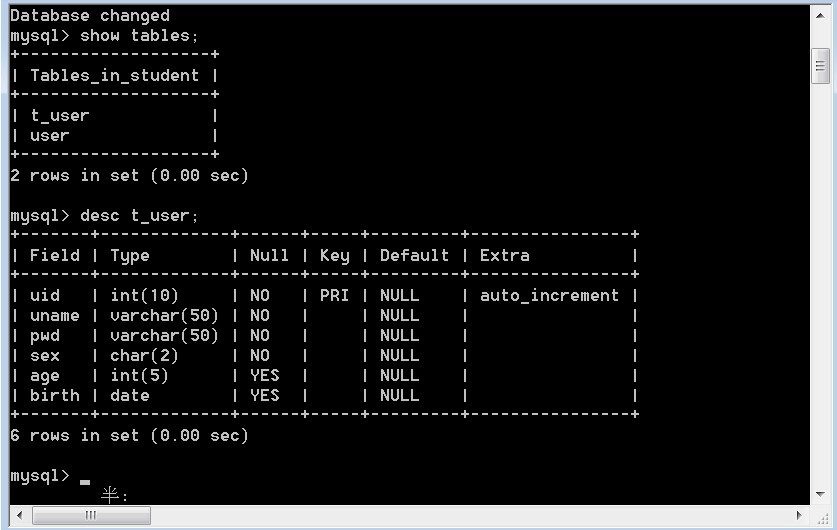 Database changed
mysql> show tables;
+-------------------+
| Tables_in_student |
+-------------------+
| t_user            |
| user              |
+-------------------+
2 rows in set (0.00 sec)
mysql> desc t_user;
+-------+-------------+------+-----+---------+----------------+
| Field | Type        | Null | Key | Default | Extra          |
+-------+-------------+------+-----+---------+----------------+
| uid   | int(10)     | NO   | PRI | NULL    | auto_increment |
| uname | varchar(50) | NO   |     | NULL    |                |
| pwd   | varchar(50) | NO   |     | NULL    |                |
| sex   | char(2)     | NO   |     | NULL    |                |
| age   | int(5)      | YES  |     | NULL    |                |
| birth | date        | YES  |     | NULL    |                |
+-------+-------------+------+-----+---------+----------------+
6 rows in set (0.00 sec)
mysql> _
半: